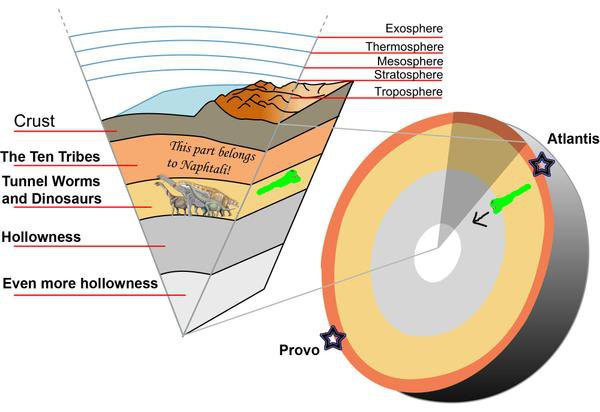 Exosphere
Thermosphere
Mesosphere
Stratosphere
Troposphere
Crust
The Ten Tribes
This part belongs
to Naphtali!
Tunnel Worms
and Dinosaurs
Hollowness
Even more hollowness
Atlantis
Provo